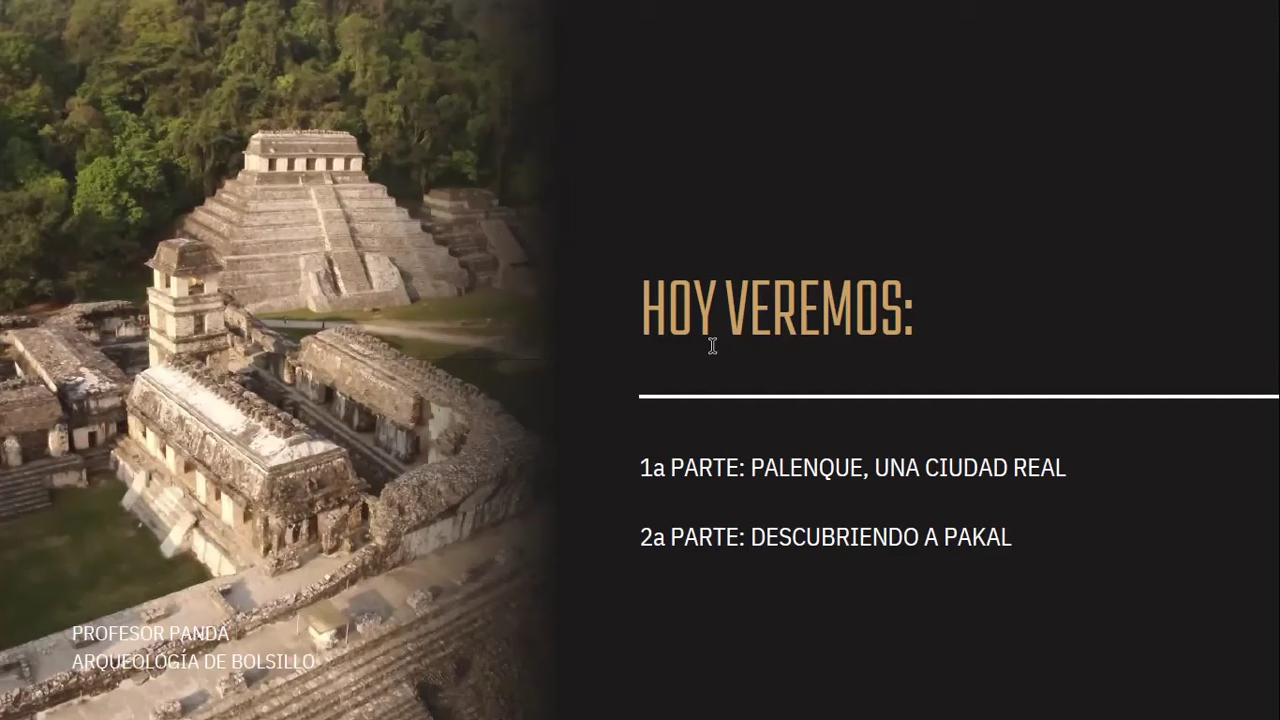 HOY VEREMOS:
1a PARTE: PALENQUE, UNA CIUDAD REAL
2a PARTE: DESCUBRIENDO A PAKAL
PROFESOR PANDA
ARQUEOLOGÍA DE BOLSILLO